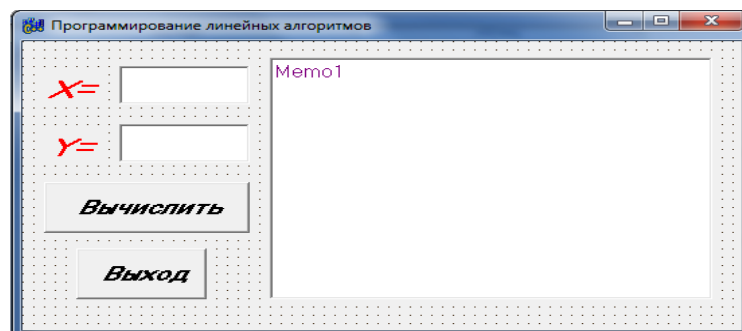 Программирование линейных алгоритмов
X=
Memo1
Y=
Вычислить
Выход